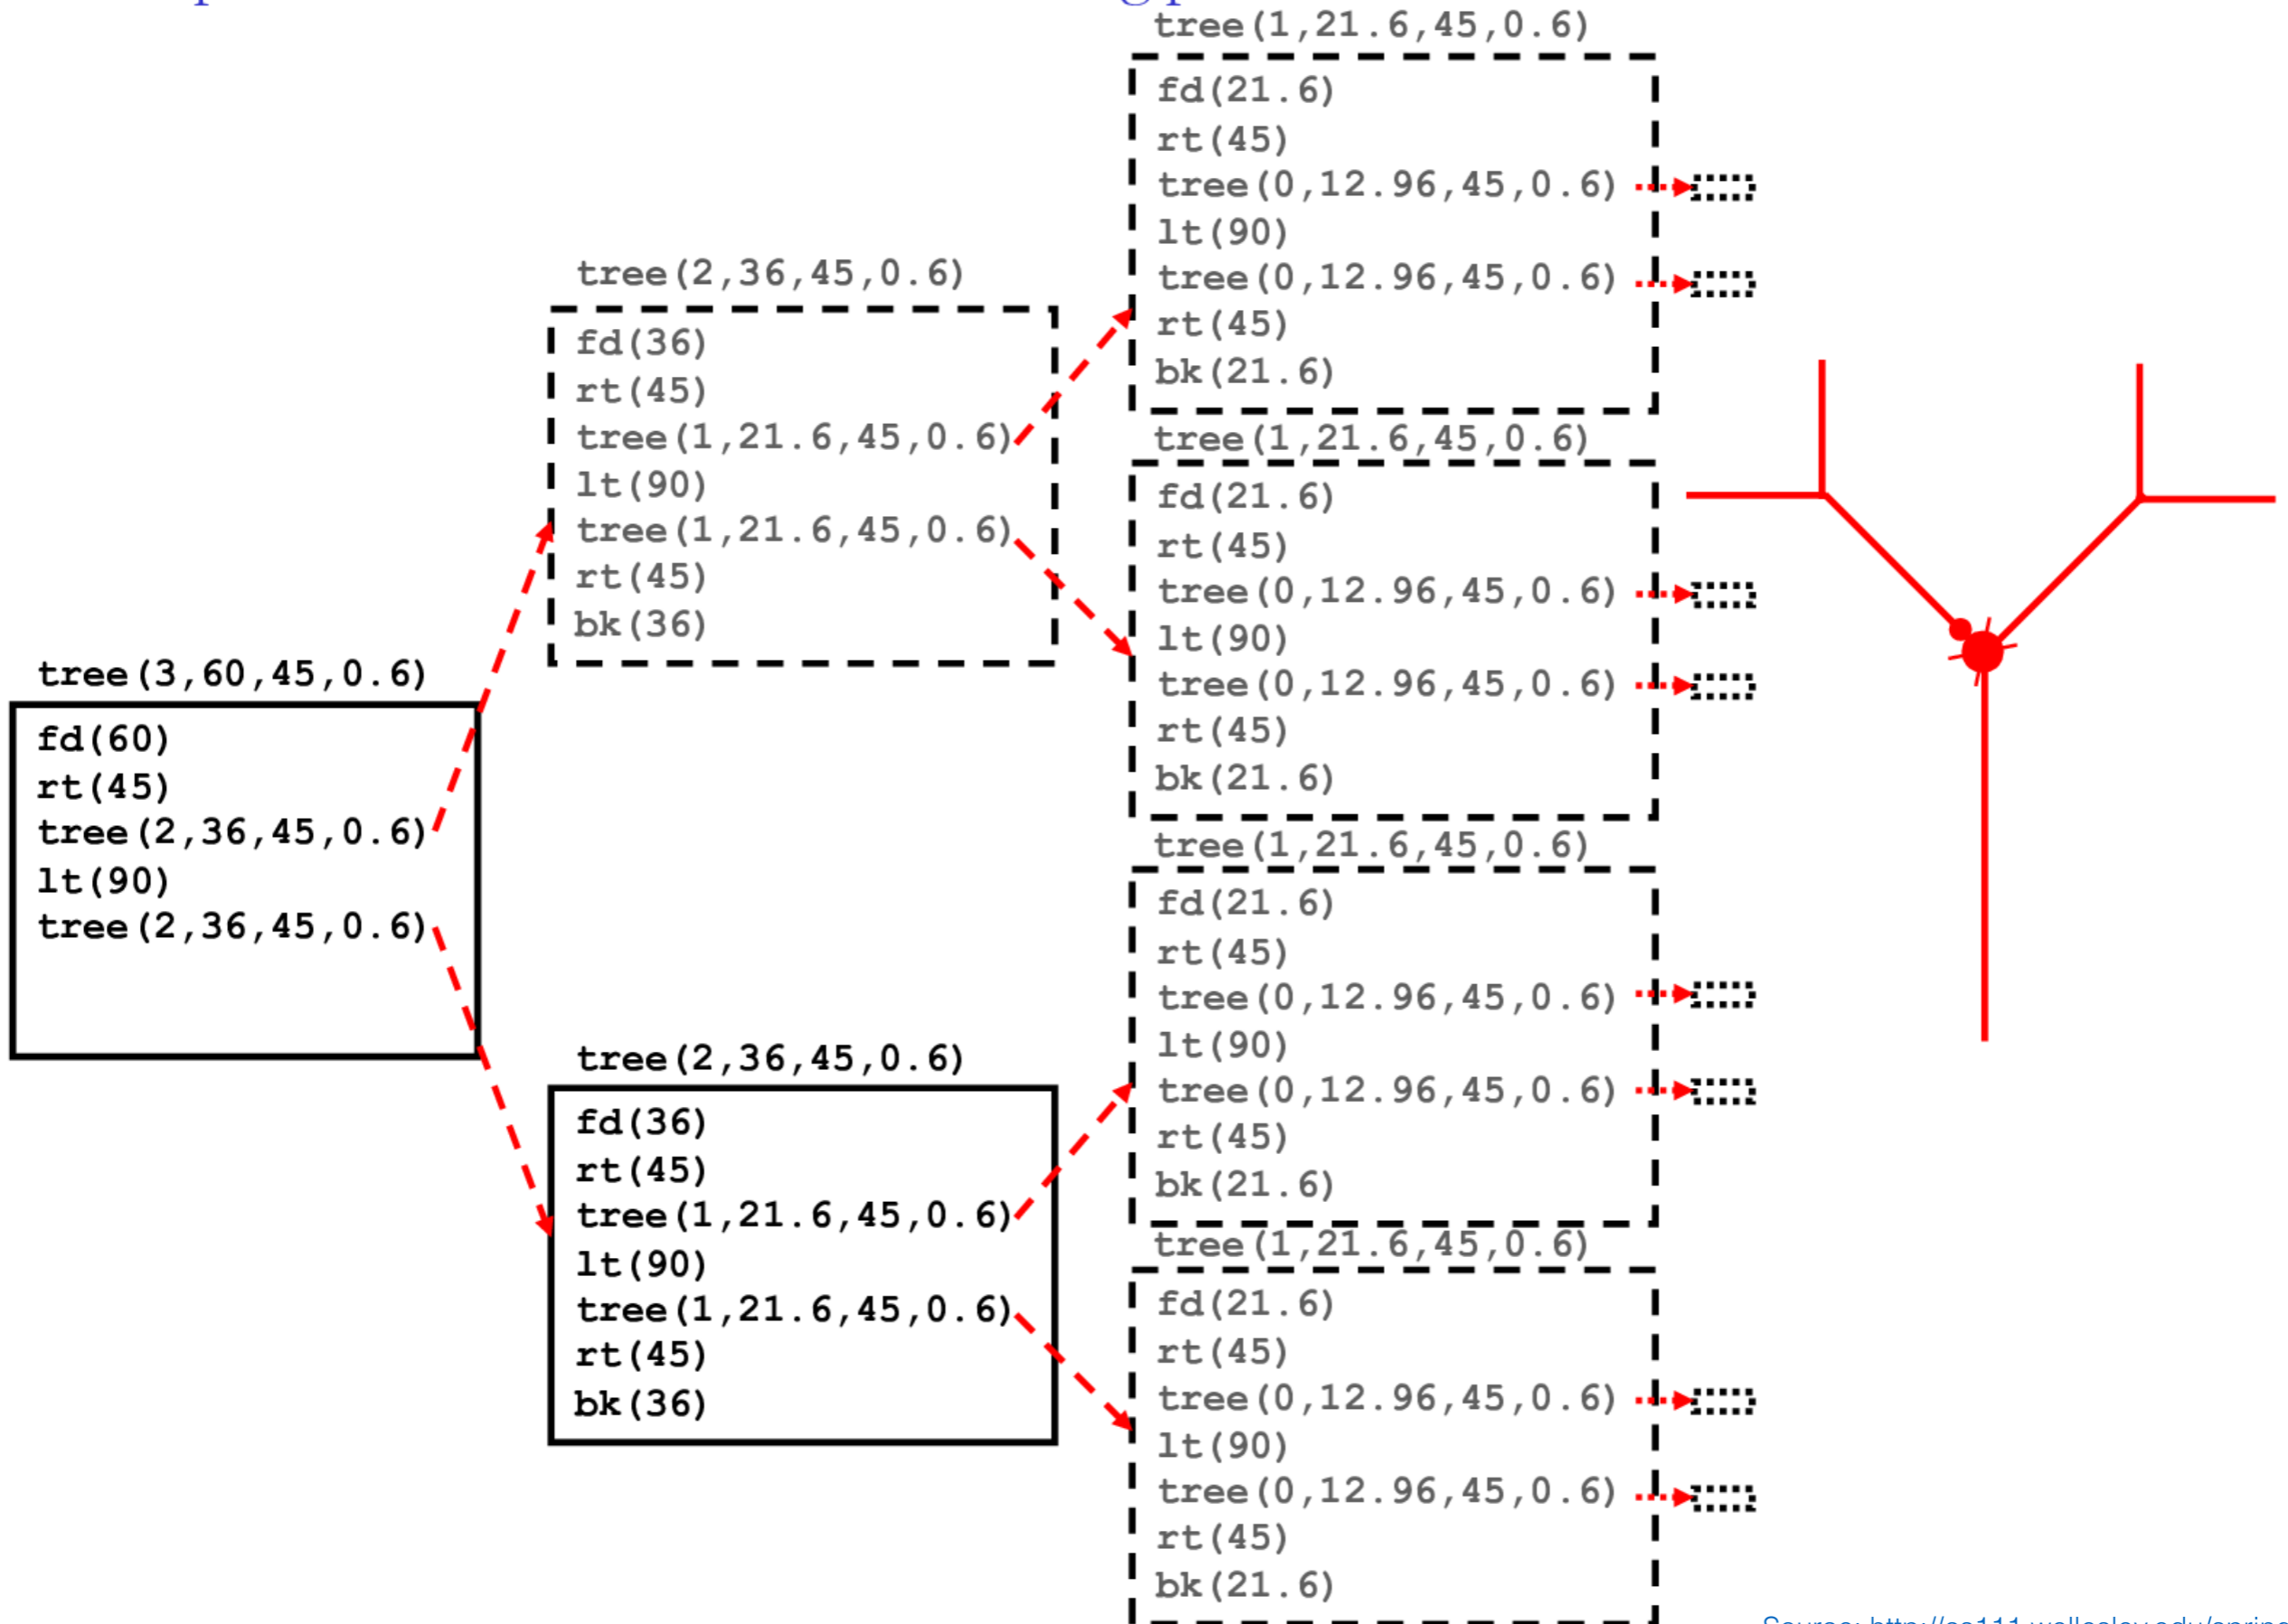 tree(3,60,45,0.6)
fd(60)
rt(45)
tree(2,36,45,0.6)
lt(90)
tree(2,36,45,0.6)
tree(2,36,45,0.6)
fd(36)
rt(45)
tree(1,21.6,45,0.6)
lt(90)
tree(1,21.6,45,0.6)
rt(45)
bk(36)
tree(2,36,45,0.6)
fd(36)
rt(45)
tree(1,21.6,45,0.6)
lt(90)
tree(1,21.6,45,0.6)
rt(45)
bk(36)
tree(1,21.6,45,0.6)
fd(21.6)
rt(45)
tree(0,12.96,45,0.6)
lt(90)
tree(0,12.96,45,0.6)
rt(45)
bk(21.6)
tree(1,21.6,45,0.6)
fd(21.6)
rt(45)
tree(0,12.96,45,0.6)
lt(90)
tree(0,12.96,45,0.6)
rt(45)
bk(21.6)
tree(1,21.6,45,0.6)
fd(21.6)
rt(45)
tree(0,12.96,45,0.6)
lt(90)
tree(0,12.96,45,0.6)
rt(45)
bk(21.6)
tree(1,21.6,45,0.6)
fd(21.6)
rt(45)
tree(0,12.96,45,0.6)
lt(90)
tree(0,12.96,45,0.6)
rt(45)
bk(21.6)
Source: http://cs111.wellesley.edu/spring